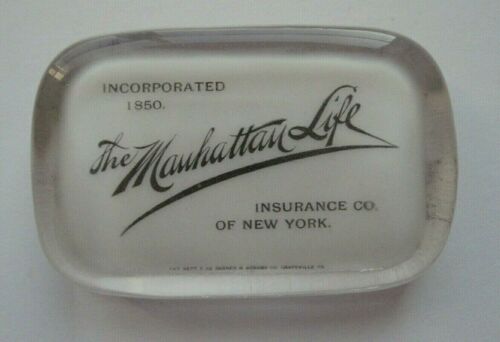 INCORPORATED
1850.
The Manhattan Life
INSURANCE CO.
OF NEW YORK.